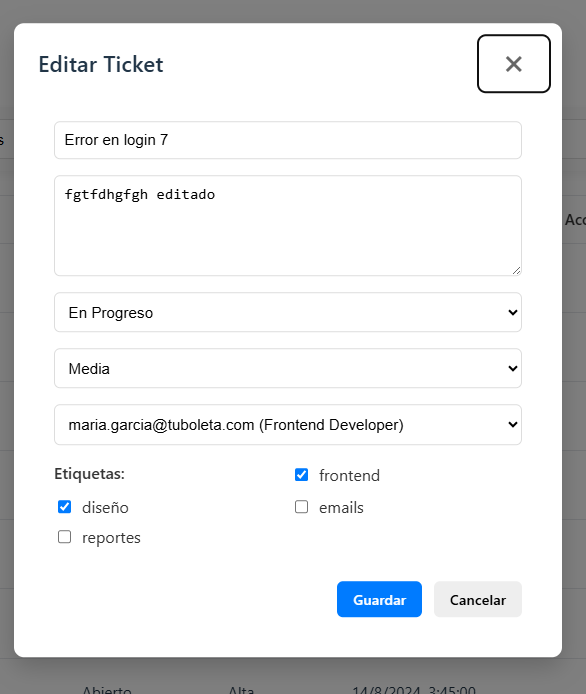 Editar Ticket
Error en login 7
fgtfdhgfgh editado
En Progreso
Media
maria.garcia@tuboleta.com (Frontend Developer)
Etiquetas:
frontend
diseño
emails
reportes
Guardar
Cancelar
Abierto Alta 14/8/2024, 3:45:00